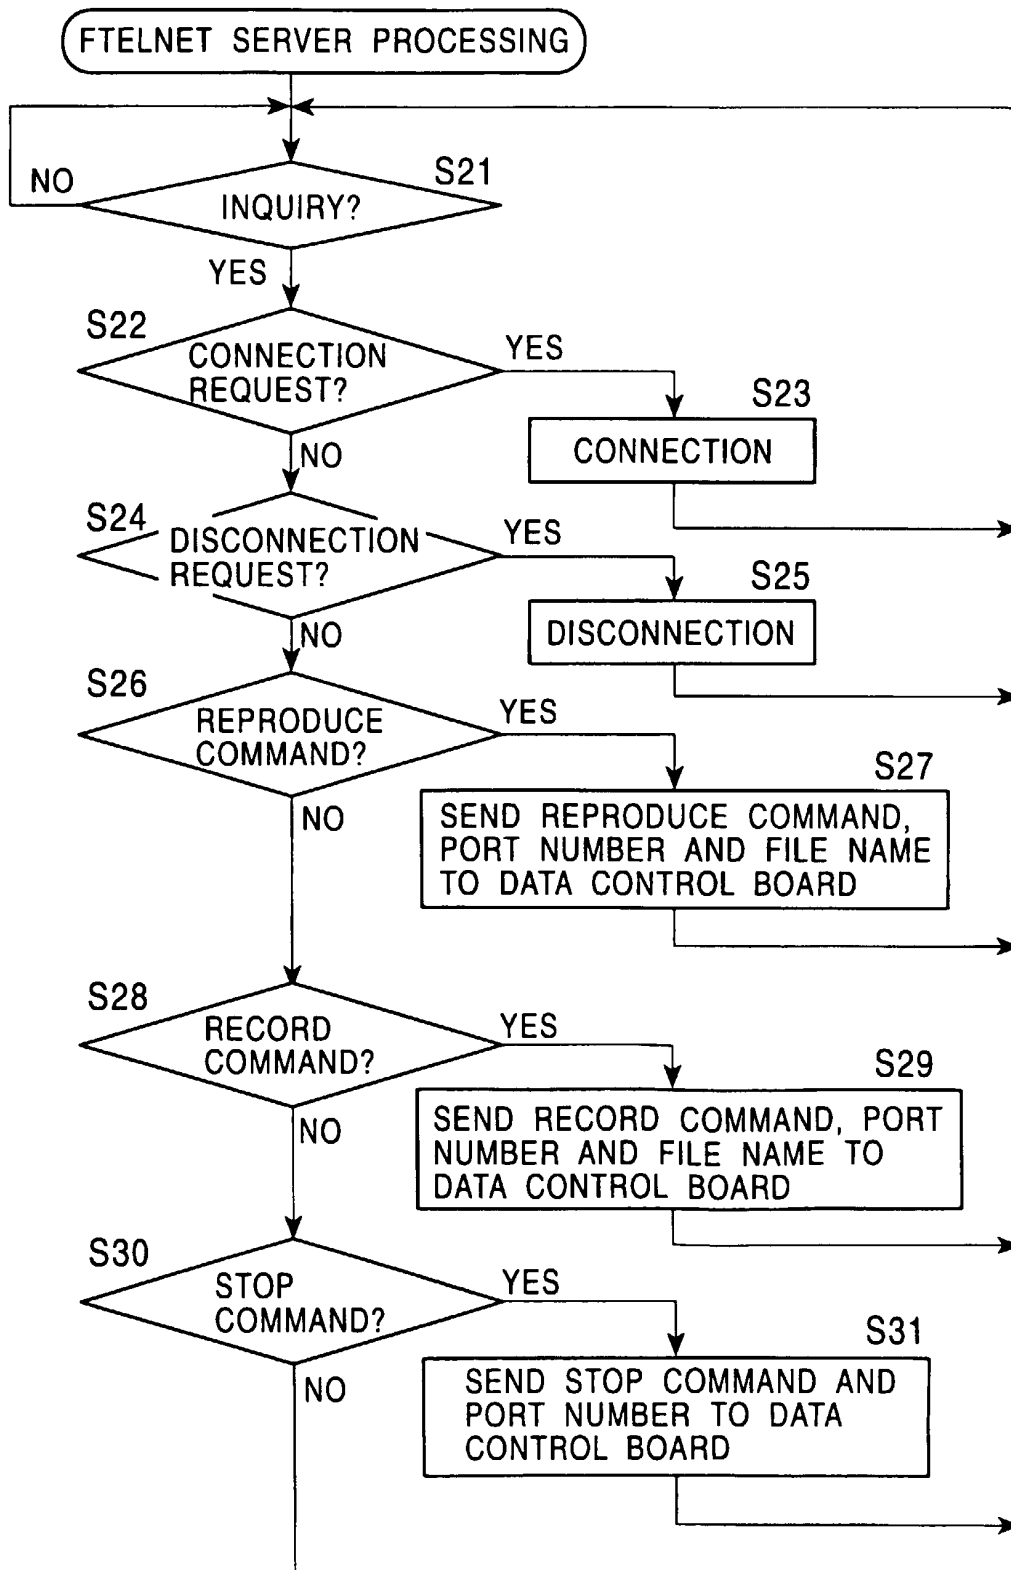 FTELNET SERVER PROCESSING
S21
NO
INQUIRY?
YES
S22
CONNECTION
REQUEST?
YES
S23
CONNECTION
NO
S24
DISCONNECTION
REQUEST?
YES
S25
DISCONNECTION
NO
S26
REPRODUCE
COMMAND?
YES
S27
SEND REPRODUCE COMMAND,
PORT NUMBER AND FILE NAME
TO DATA CONTROL BOARD
NO
S28
RECORD
COMMAND?
YES
S29
SEND RECORD COMMAND, PORT
NUMBER AND FILE NAME TO
DATA CONTROL BOARD
NO
S30
STOP
COMMAND?
YES
S31
SEND STOP COMMAND AND
PORT NUMBER TO DATA
CONTROL BOARD
NO